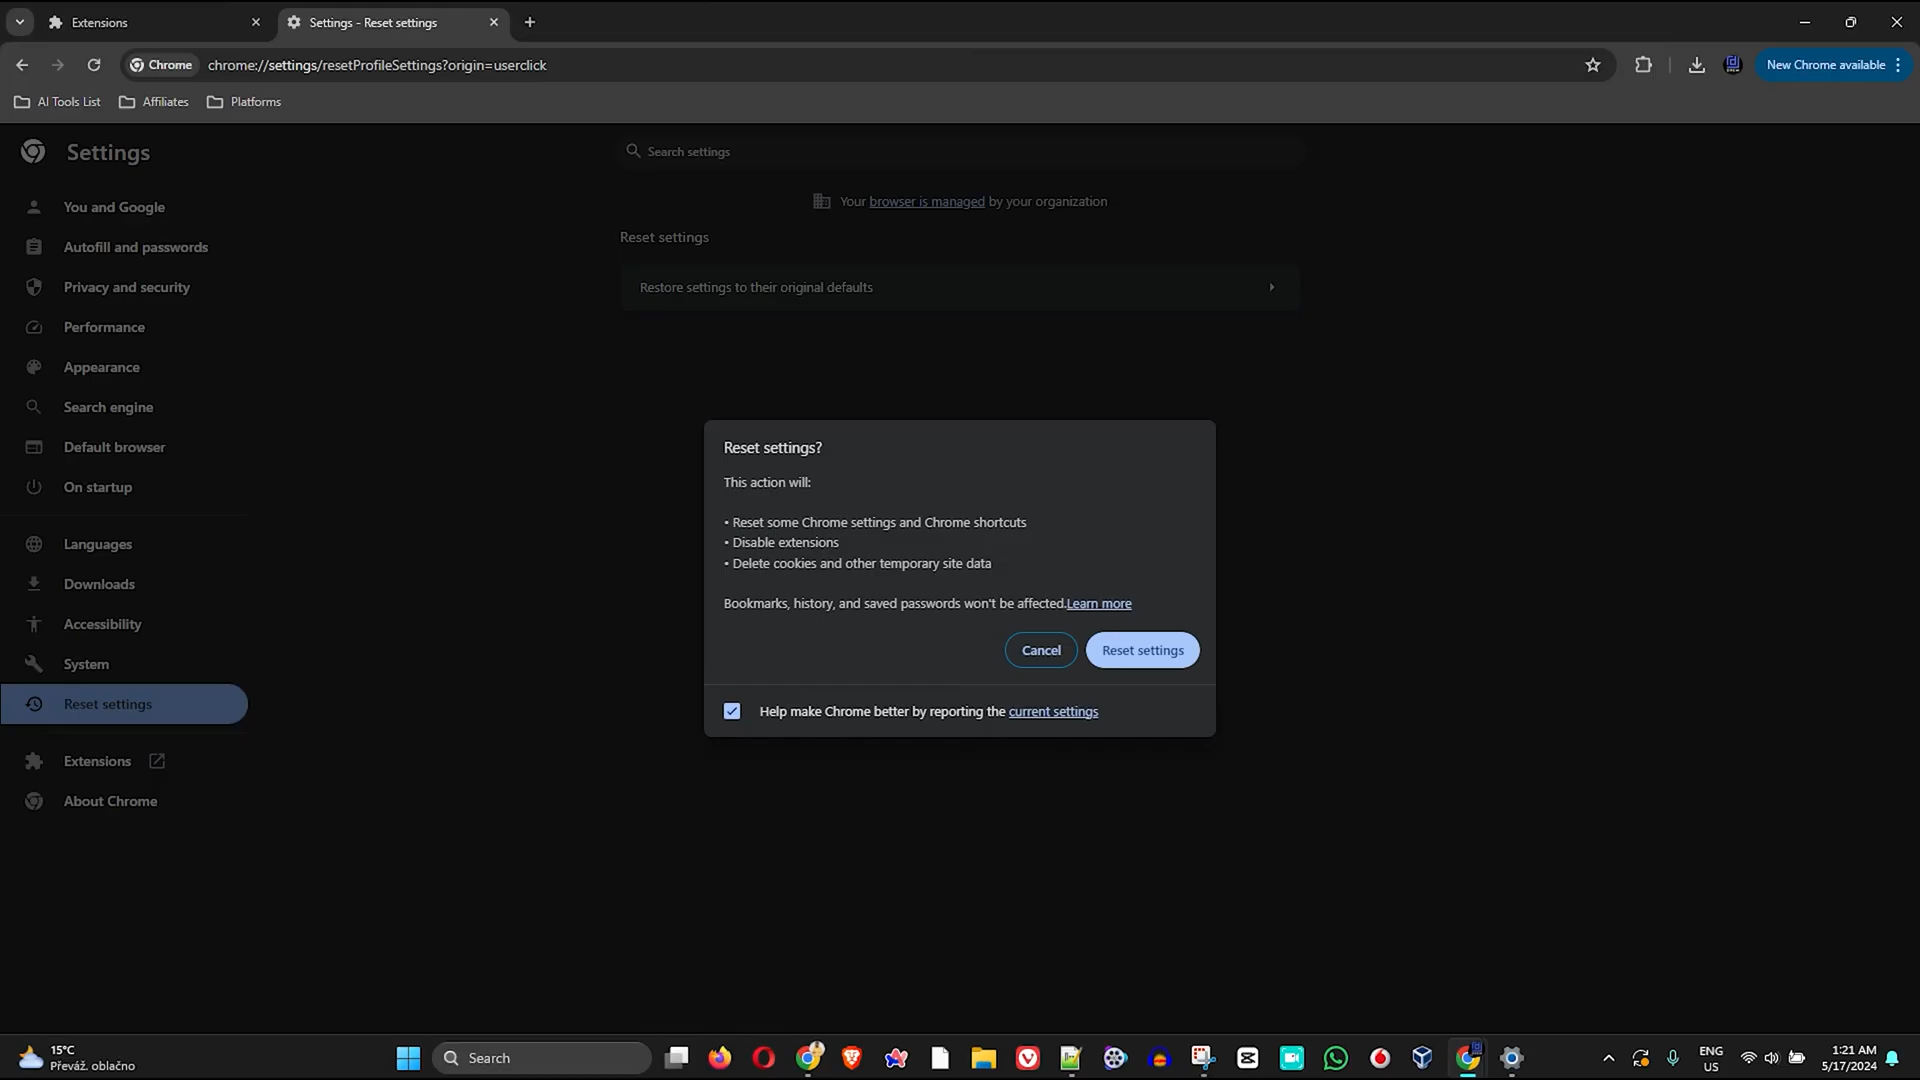 Extensions
Settings - Reset settings
Chrome
chrome://settings/resetProfileSettings?origin=userclick
New Chrome available
AI Tools List
Affiliates
Platforms
Settings
Search settings
You and Google
Autofill and passwords
Privacy and security
Performance
Appearance
Search engine
Default browser
On startup
Languages
Downloads
Accessibility
System
Reset settings
Extensions
About Chrome
Your browser is managed by your organization
Reset settings
Restore settings to their original defaults
Reset settings?
This action will:
• Reset some Chrome settings and Chrome shortcuts
• Disable extensions
• Delete cookies and other temporary site data
Bookmarks, history, and saved passwords won't be affected.Learn more
Cancel
Reset settings
Help make Chrome better by reporting the current settings
15°C
Převáž. oblačno
Search
ENG
US
1:21 AM
5/17/2024